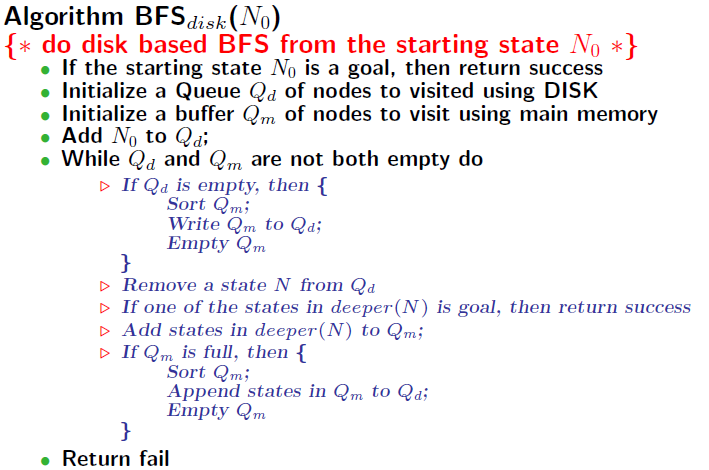 Algorithm BFS_disk(N_0)
{* do disk based BFS from the starting state N_0 *}
• If the starting state N_0 is a goal, then return success
• Initialize a Queue Q_d of nodes to visited using DISK
• Initialize a buffer Q_m of nodes to visit using main memory
• Add N_0 to Q_d;
• While Q_d and Q_m are not both empty do
▷ If Q_d is empty, then {
Sort Q_m;
Write Q_m to Q_d;
Empty Q_m
}
▷ Remove a state N from Q_d
▷ If one of the states in deeper(N) is goal, then return success
▷ Add states in deeper(N) to Q_m;
▷ If Q_m is full, then {
Sort Q_m;
Append states in Q_m to Q_d;
Empty Q_m
}
• Return fail